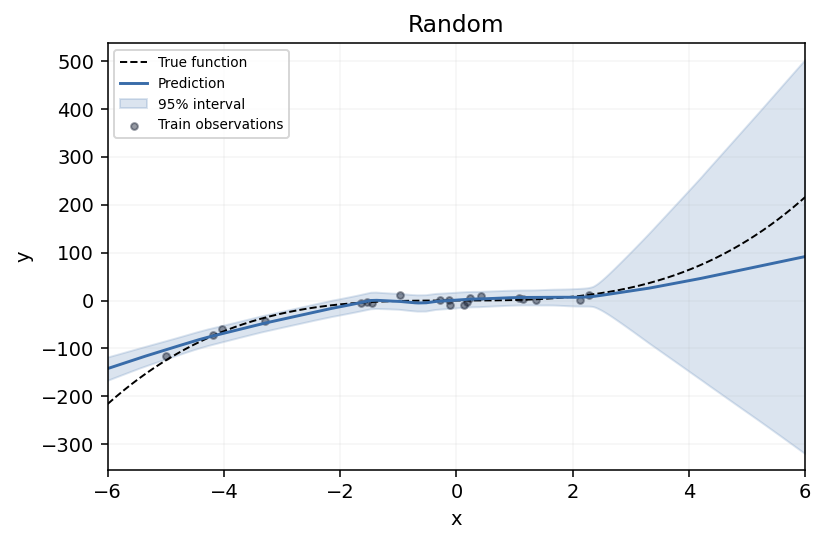 Random
True function
Prediction
95% interval
Train observations
y
500
400
300
200
100
0
−100
−200
−300
−6
−4
−2
0
2
4
6
x